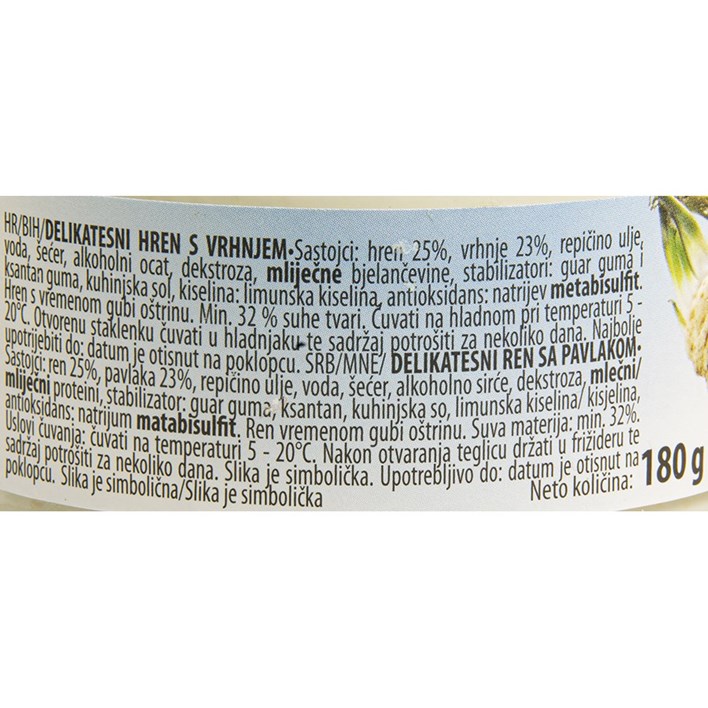 HR/BIH/DELIKATESNI HREN S VRHNJEM•Sastojci: hren 25%, vrhnje 23%, repičino ulje,
voda, šećer, alkoholni ocat, dekstroza, mliječne bjelančevine, stabilizatori: guar guma i
ksantan guma, kuhinjska sol, kiselina: limunska kiselina, antioksidans: natrijev metabisulfit.
Hren s vremenom gubi oštrinu. Min. 32 % suhe tvari. Čuvati na hladnom pri temperaturi 5 -
20°C. Otvorenu staklenku čuvati u hladnjaku te sadržaj potrošiti za nekoliko dana. Najbolje
upotrijebiti do: datum je otisnut na poklopcu. SRB/MNE/ DELIKATESNI REN SA PAVLAKOM•
Sastojci: ren 25%, pavlaka 23%, repičino ulje, voda, šećer, alkoholno sirće, dekstroza, mlečni/
mliječni proteini, stabilizator: guar guma, ksantan, kuhinjska so, limunska kiselina/ kisjelina,
antioksidans: natrijum matabisulfit. Ren vremenom gubi oštrinu. Suva materija: min. 32%.
Uslovi čuvanja: čuvati na temperaturi 5 - 20°C. Nakon otvaranja teglicu držati u frižideru te
sadržaj potrošiti za nekoliko dana. Slika je simbolička. Upotrebljivo do: datum je otisnut na
poklopcu. Slika je simbolična/Slika je simbolička
Neto količina: 180 g